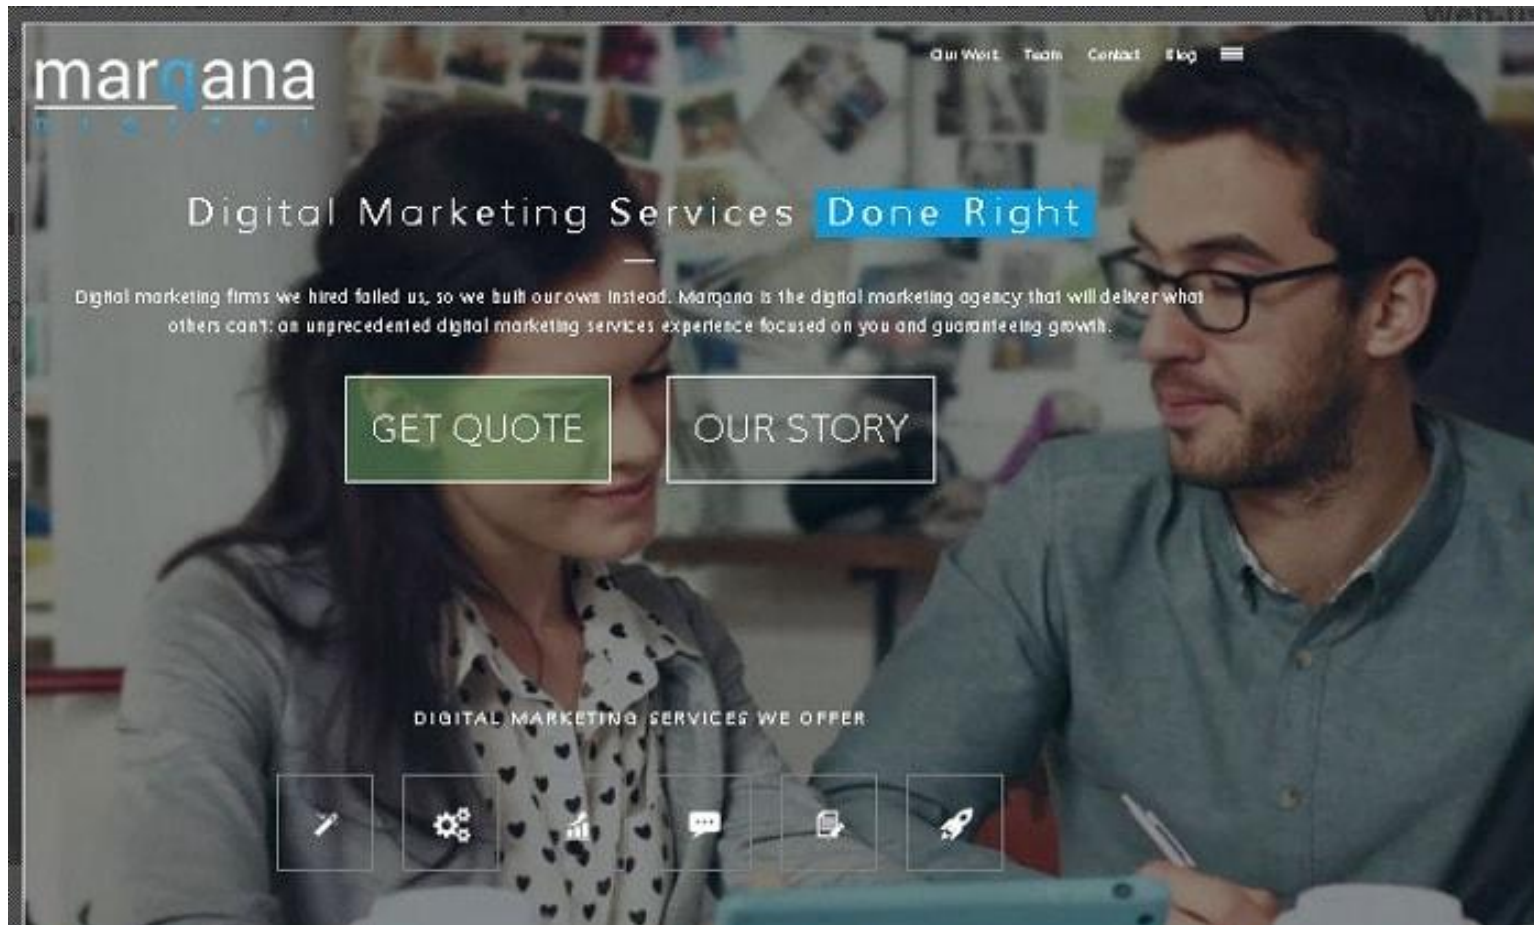 marqana
DIGITAL
Our Work Team Contact Blog
Digital Marketing Services Done Right
Digital marketing firms we hired failed us, so we built our own instead. Marqana is the digital marketing agency that will deliver what
others can't: an unprecedented digital marketing services experience focused on you and guaranteeing growth.
GET QUOTE
OUR STORY
DIGITAL MARKETING SERVICES WE OFFER